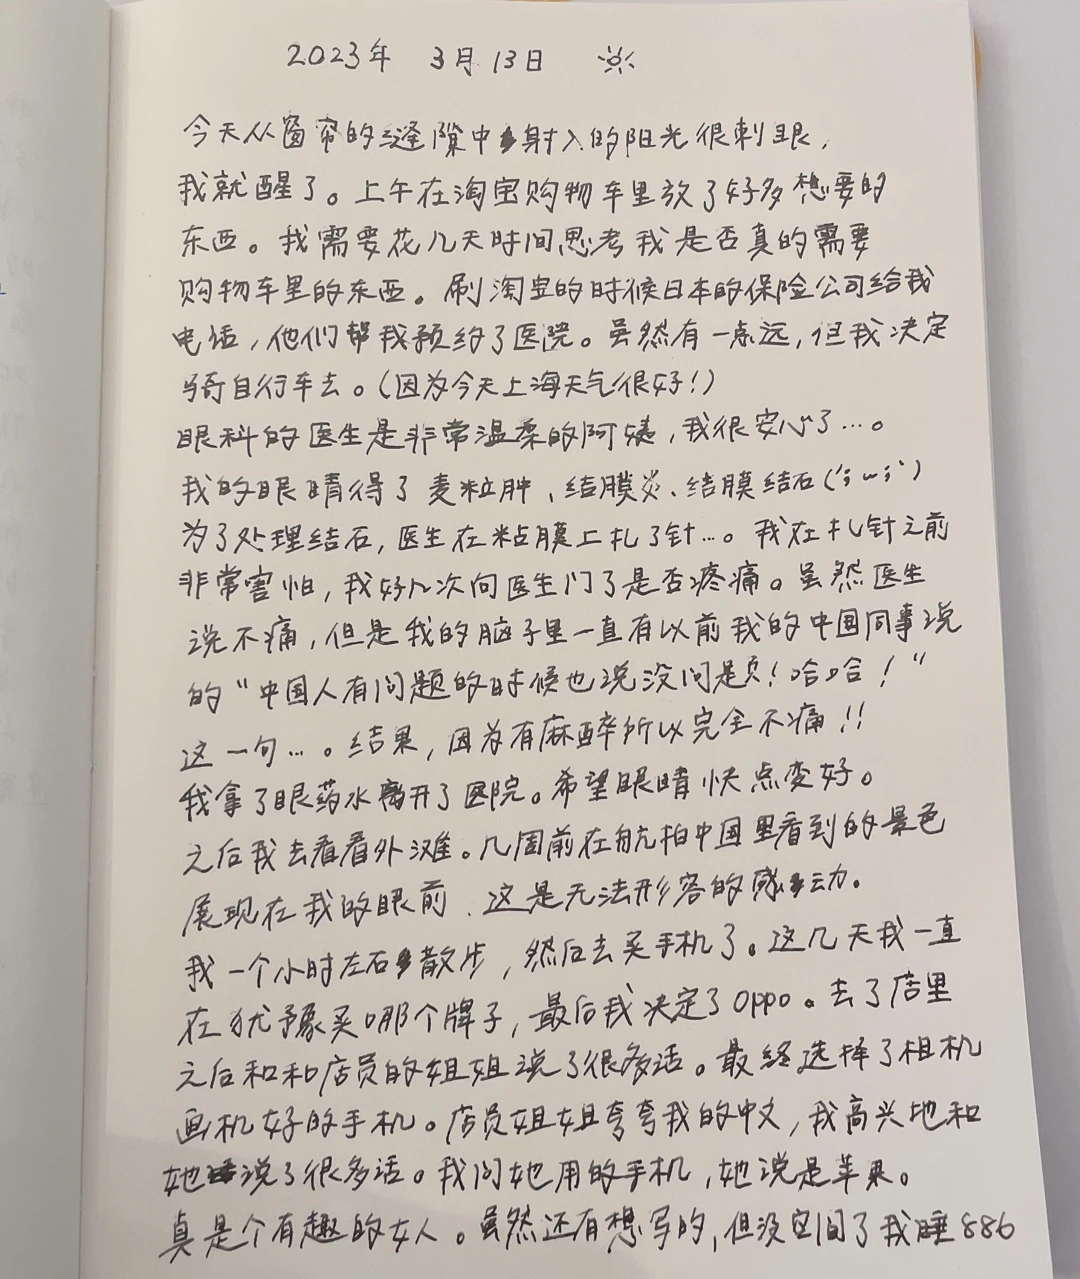 2023年 3月 13日
今天从窗帘的缝隙中射入的阳光很刺眼，
我就醒了。上午在淘宝购物车里放了好多想要的
东西。我需要花几天时间思考我是否真的需要
购物车里的东西。刷淘宝的时候日本的保险公司给我
电话，他们帮我预约了医院。虽然有一点远，但我决定
骑自行车去。(因为今天上海天气很好！)
眼科的医生是非常温柔的阿姨，我很安心了…。
我的眼睛得了麦粒肿、结膜炎、结膜结石(´；ω；`)
为了处理结石，医生在粘膜上扎了针…。我在扎针之前
非常害怕，我好几次向医生门了是否疼痛。虽然医生
说不痛，但是我的脑子里一直有以前我的中国同事说
的“中国人有问题的时候也说没问题！哈哈！”
这一句…。结果，因为有麻醉所以完全不痛！！
我拿了眼药水离开了医院。希望眼睛快点变好。
之后我去看看外滩。几周前在航拍中国里看到的景色
展现在我的眼前、这是无法形容的感动。
我一个小时左右散步，然后去买手机了。这几天我一直
在犹豫买哪个牌子，最后我决定了oppo。去了店里
之后和和店员的姐姐说了很多话。最终选择了相机
画机好的手机。店员姐姐夸夸我的中文，我高兴地和
她说了很多话。我问她用的手机，她说是苹果。
真是个有趣的女人。虽然还有想写的，但没空间了我睡886